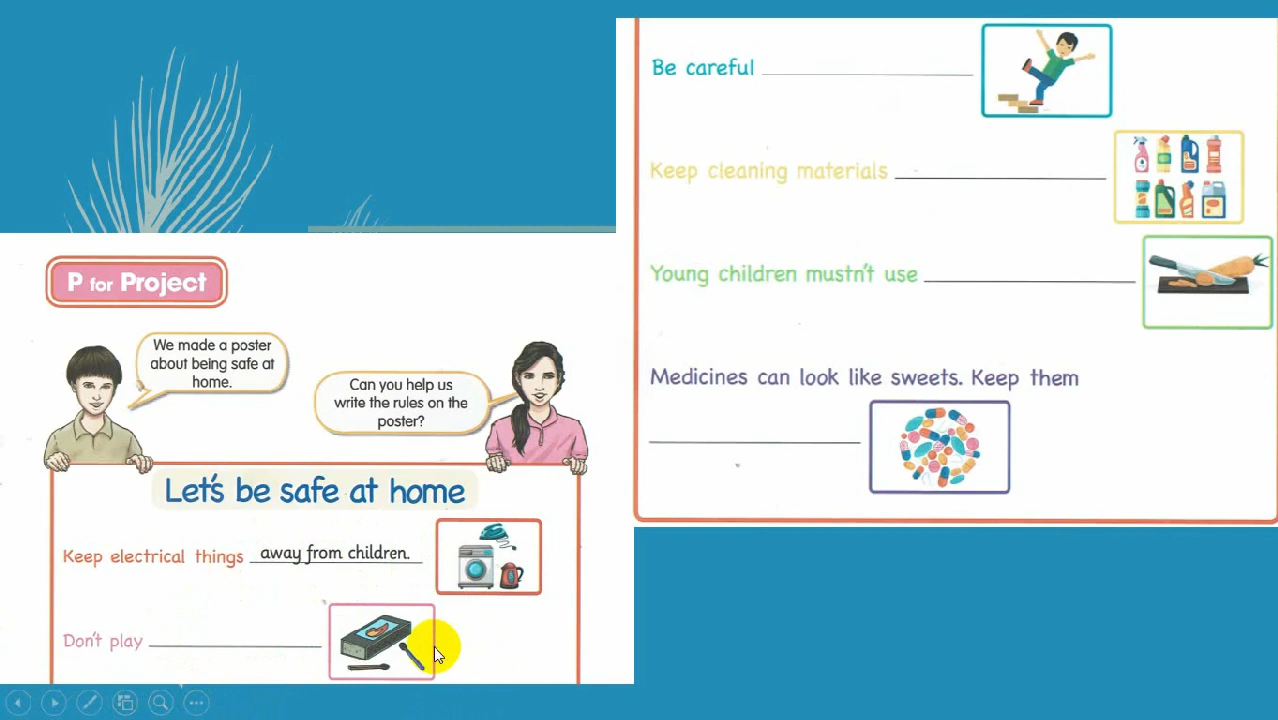 P for Project
We made a poster
about being safe at
home.
Can you help us
write the rules on the
poster?
Let's be safe at home
Keep electrical things away from children.
Don't play
Be careful
Keep cleaning materials
Young children mustn't use
Medicines can look like sweets. Keep them